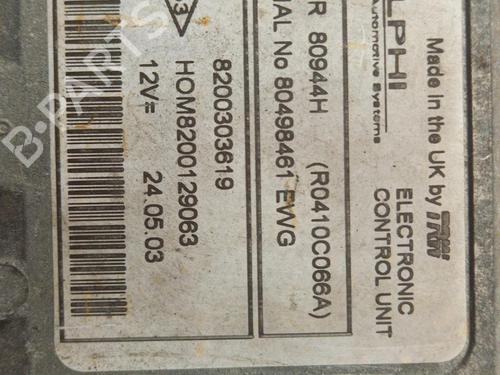 LPHI
Automotive Systems
Made in the
UK by TRW
ELECTRONIC
CONTROL UNIT
R 80944H (R0410C066A)
IAL No 80498461 EWG
8200303619
HOM8200129063
12V= 24.05.03
B-PARTS